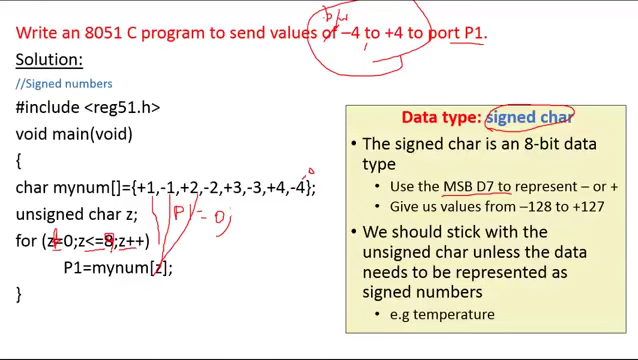 Write an 8051 C program to send values of –4 to +4 to port P1.
Solution:
//Signed numbers
#include <reg51.h>
void main(void)
{
char mynum[]={+1,-1,+2,-2,+3,-3,+4,-4};
unsigned char z;
P1=0;
for (z=0;z<=8;z++)
P1=mynum[z];
}
Data type: signed char
• The signed char is an 8-bit data
type
• Use the MSB D7 to represent – or +
• Give us values from –128 to +127
• We should stick with the
unsigned char unless the data
needs to be represented as
signed numbers
• e.g temperature